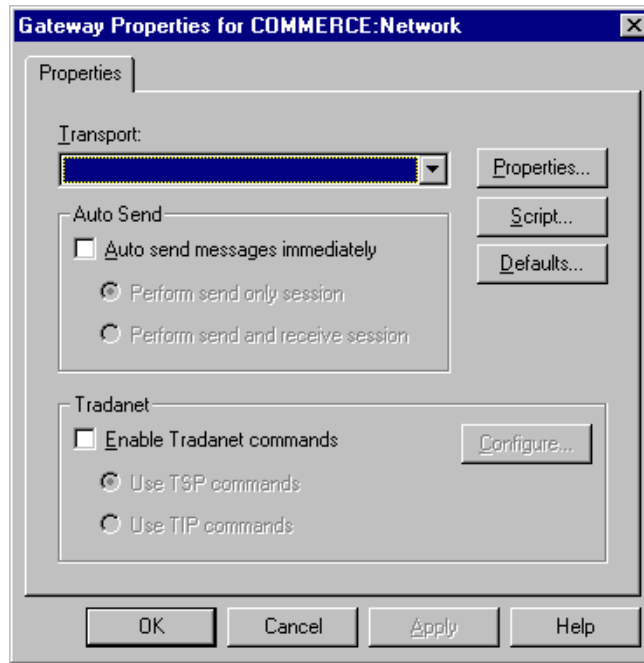 Gateway Properties for COMMERCE:Network
Properties
Transport:
Properties...
Auto Send
Script...
Auto send messages immediately
Defaults...
Perform send only session
Perform send and receive session
Tradanet
Enable Tradanet commands
Configure...
Use TSP commands
Use TIP commands
OK Cancel Apply Help